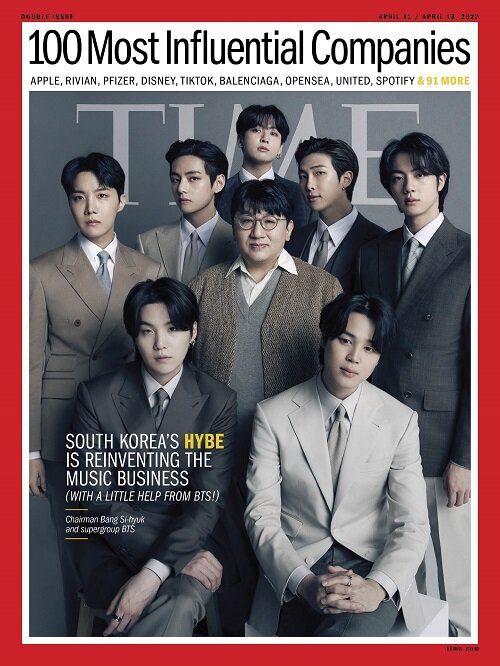 DOUBLE ISSUE
APRIL 11 / APRIL 18, 2022
100 Most Influential Companies
APPLE, RIVIAN, PFIZER, DISNEY, TIKTOK, BALENCIAGA, OPENSEA, UNITED, SPOTIFY & 91 MORE
TIME
SOUTH KOREA'S HYBE
IS REINVENTING THE
MUSIC BUSINESS
(WITH A LITTLE HELP FROM BTS!)
Chairman Bang Si-hyuk
and supergroup BTS
time.com